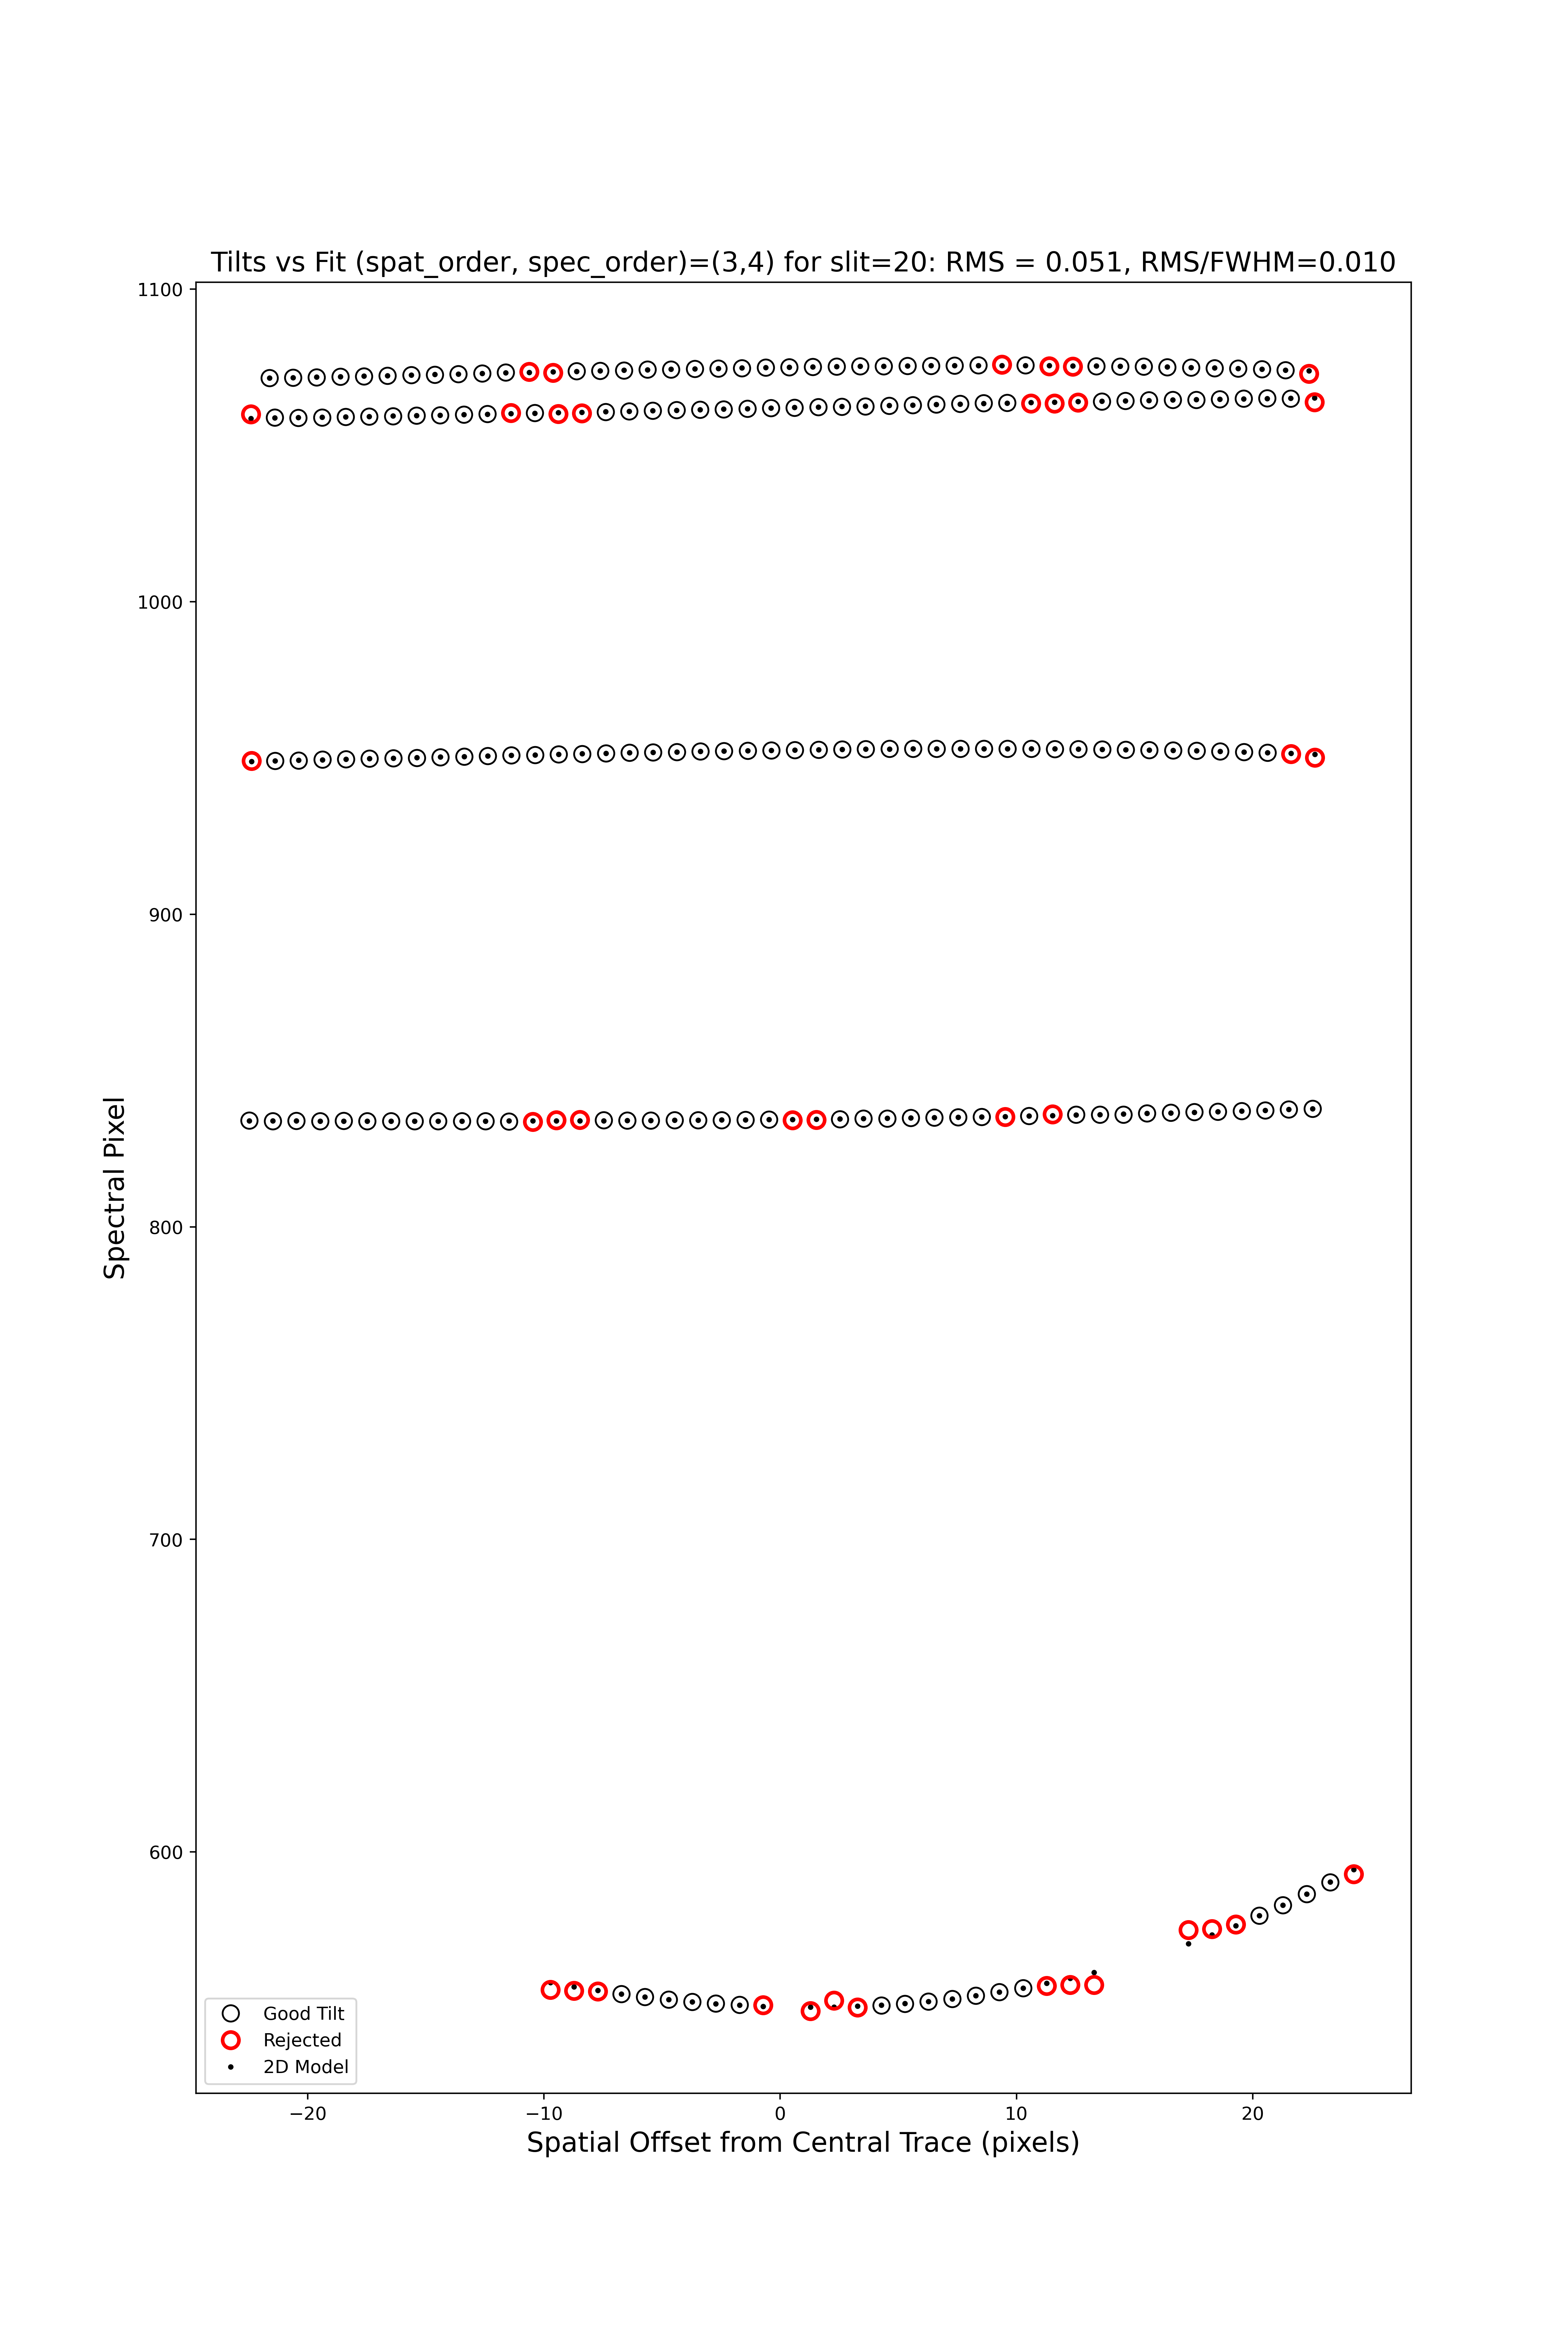 Tilts vs Fit (spat_order, spec_order)=(3,4) for slit=20: RMS = 0.051, RMS/FWHM=0.010
1100
1000
900
800
700
600
Spectral Pixel
Good Tilt
Rejected
2D Model
−20
−10
0
10
20
Spatial Offset from Central Trace (pixels)